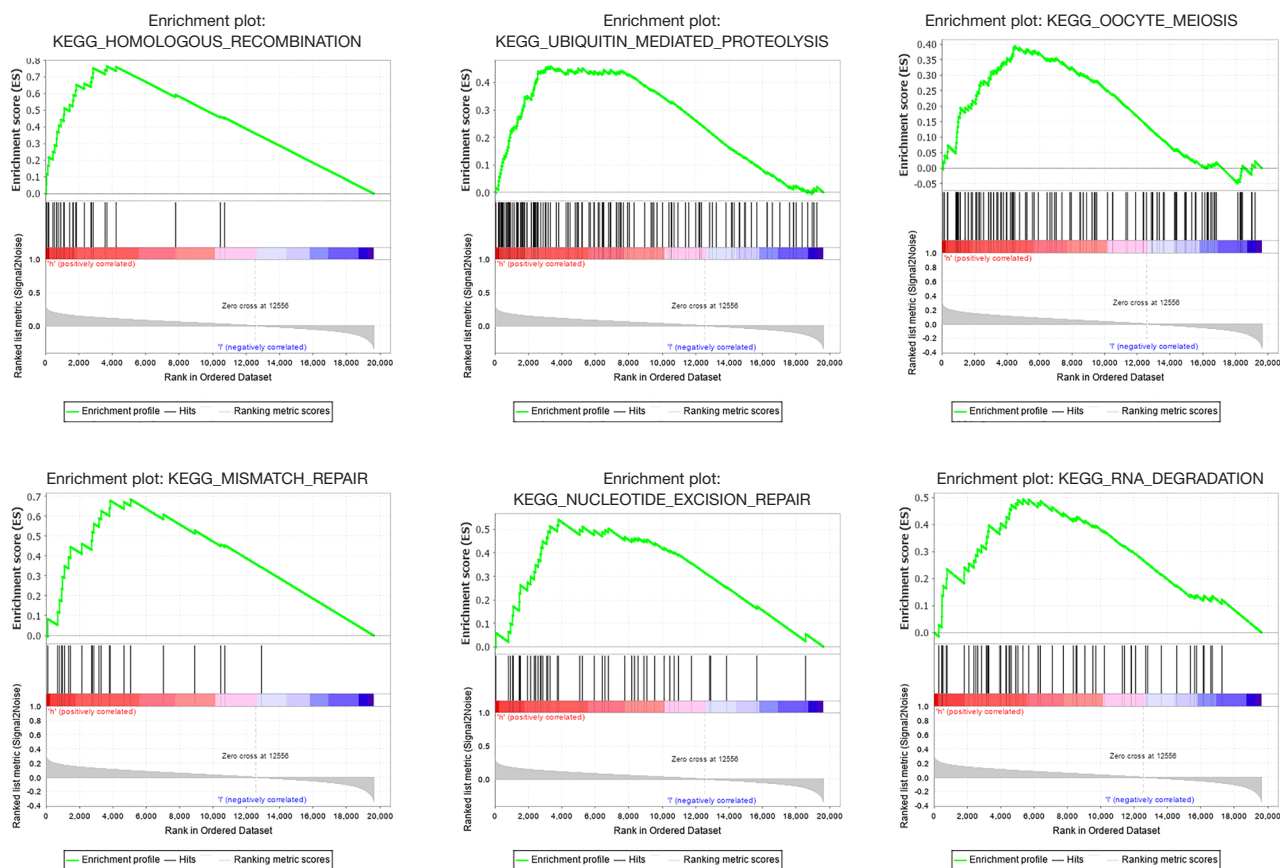 Enrichment plot:
KEGG_HOMOLOGOUS_RECOMBINATION
Enrichment score (ES)
0.8
0.7
0.6
0.5
0.4
0.3
0.2
0.1
0.0
Ranked list metric (Signal2Noise)
1.0
0.5
0.0
'h' (positively correlated)
Zero cross at 12556
'l' (negatively correlated)
0 2,000 4,000 6,000 8,000 10,000 12,000 14,000 16,000 18,000 20,000
Rank in Ordered Dataset
Enrichment profile Hits Ranking metric scores
Enrichment plot:
KEGG_UBIQUITIN_MEDIATED_PROTEOLYSIS
Enrichment score (ES)
0.4
0.3
0.2
0.1
0.0
Ranked list metric (Signal2Noise)
1.0
0.5
0.0
'h' (positively correlated)
Zero cross at 12556
'l' (negatively correlated)
0 2,000 4,000 6,000 8,000 10,000 12,000 14,000 16,000 18,000 20,000
Rank in Ordered Dataset
Enrichment profile Hits Ranking metric scores
Enrichment plot: KEGG_OOCYTE_MEIOSIS
Enrichment score (ES)
0.40
0.35
0.30
0.25
0.20
0.15
0.10
0.05
0.00
-0.05
Ranked list metric (Signal2Noise)
1.0
0.8
0.6
0.4
0.2
0.0
-0.2
-0.4
'h' (positively correlated)
Zero cross at 12556
'l' (negatively correlated)
0 2,000 4,000 6,000 8,000 10,000 12,000 14,000 16,000 18,000 20,000
Rank in Ordered Dataset
Enrichment profile Hits Ranking metric scores
Enrichment plot: KEGG_MISMATCH_REPAIR
Enrichment score (ES)
0.7
0.6
0.5
0.4
0.3
0.2
0.1
0.0
Ranked list metric (Signal2Noise)
1.0
0.8
0.6
0.4
0.2
0.0
-0.2
-0.4
'h' (positively correlated)
Zero cross at 12556
'l' (negatively correlated)
0 2,000 4,000 6,000 8,000 10,000 12,000 14,000 16,000 18,000 20,000
Rank in Ordered Dataset
Enrichment profile Hits Ranking metric scores
Enrichment plot:
KEGG_NUCLEOTIDE_EXCISION_REPAIR
Enrichment score (ES)
0.5
0.4
0.3
0.2
0.1
0.0
Ranked list metric (Signal2Noise)
1.0
0.5
0.0
'h' (positively correlated)
Zero cross at 12556
'l' (negatively correlated)
0 2,000 4,000 6,000 8,000 10,000 12,000 14,000 16,000 18,000 20,000
Rank in Ordered Dataset
Enrichment profile Hits Ranking metric scores
Enrichment plot: KEGG_RNA_DEGRADATION
Enrichment score (ES)
0.5
0.4
0.3
0.2
0.1
0.0
Ranked list metric (Signal2Noise)
1.0
0.8
0.6
0.4
0.2
0.0
-0.2
-0.4
'h' (positively correlated)
Zero cross at 12556
'l' (negatively correlated)
0 2,000 4,000 6,000 8,000 10,000 12,000 14,000 16,000 18,000 20,000
Rank in Ordered Dataset
Enrichment profile Hits Ranking metric scores